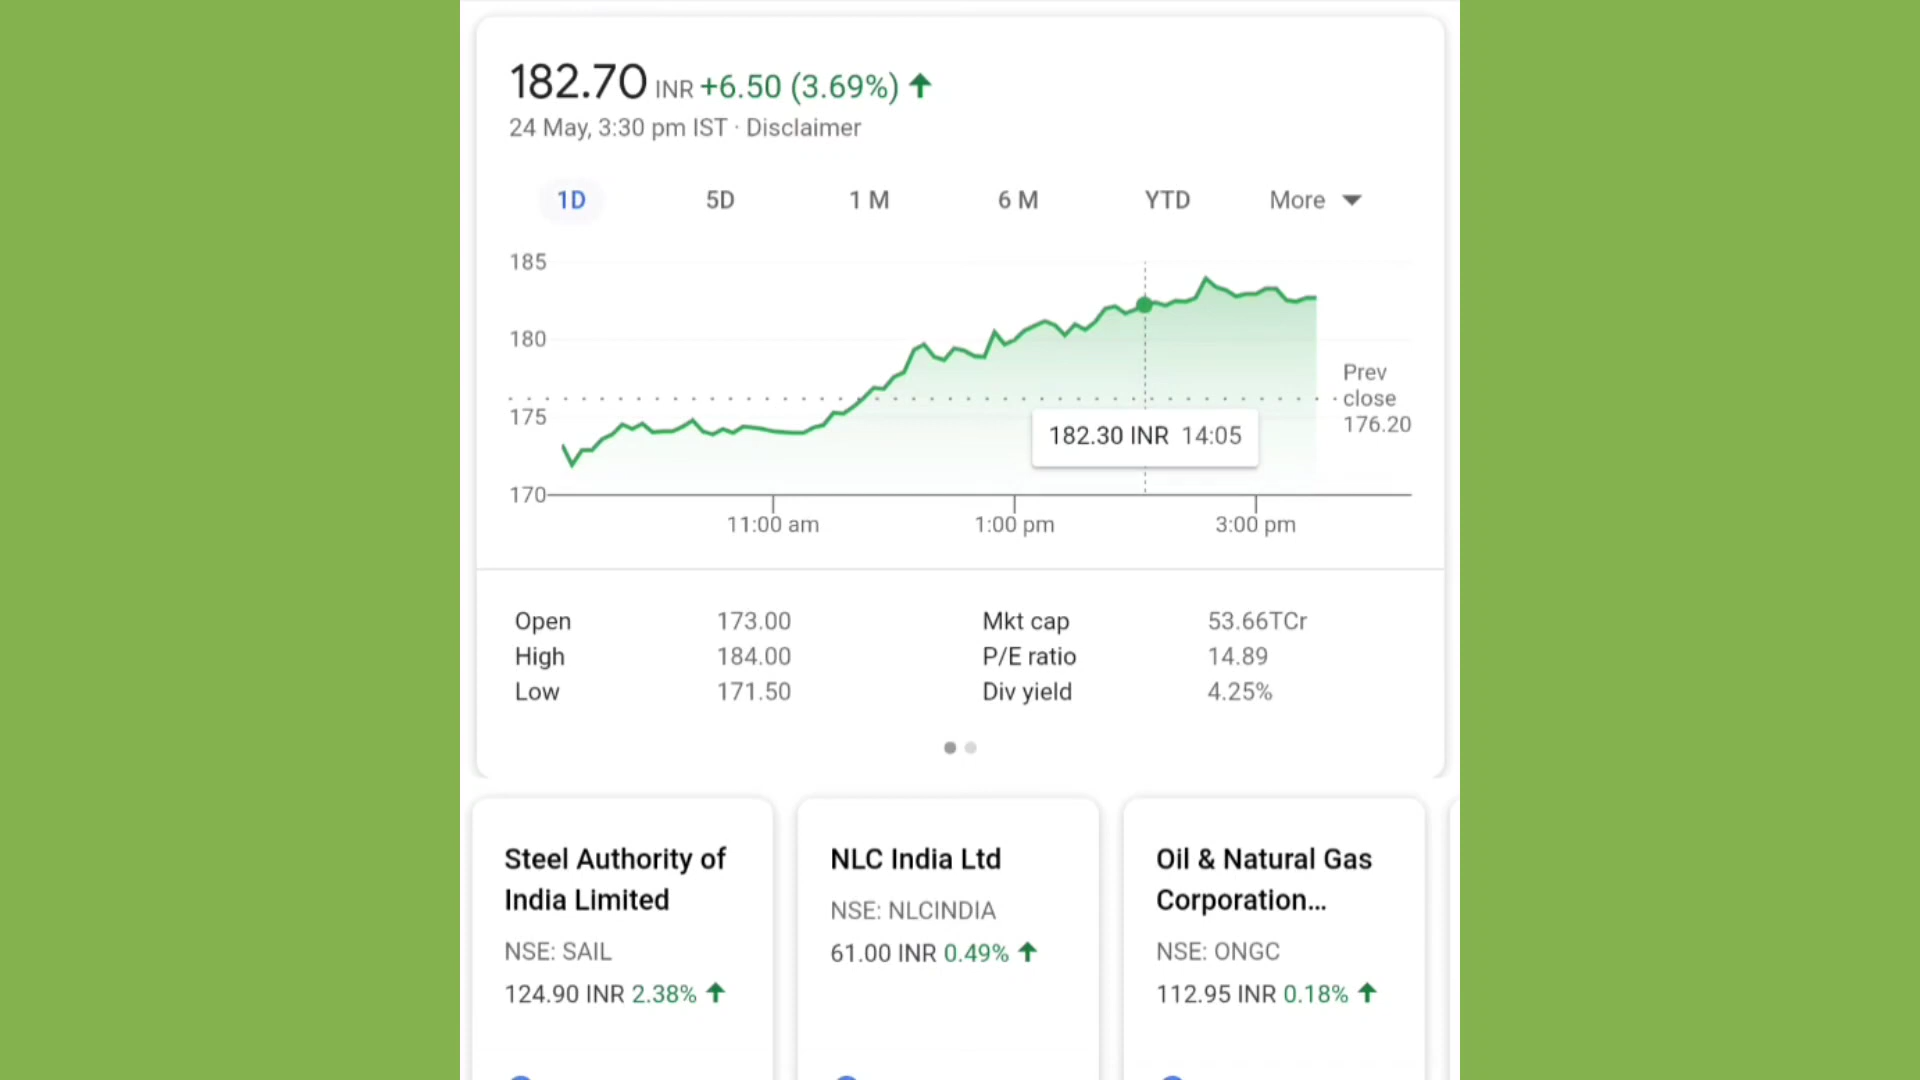 182.70 INR +6.50 (3.69%)
24 May, 3:30 pm IST · Disclaimer
1D 5D 1 M 6 M YTD More
185
180
175
170
Prev
close
176.20
182.30 INR 14:05
11:00 am 1:00 pm 3:00 pm
Open 173.00 Mkt cap 53.66TCr
High 184.00 P/E ratio 14.89
Low 171.50 Div yield 4.25%
Steel Authority of
India Limited
NSE: SAIL
124.90 INR 2.38%
NLC India Ltd
NSE: NLCINDIA
61.00 INR 0.49%
Oil & Natural Gas
Corporation...
NSE: ONGC
112.95 INR 0.18%